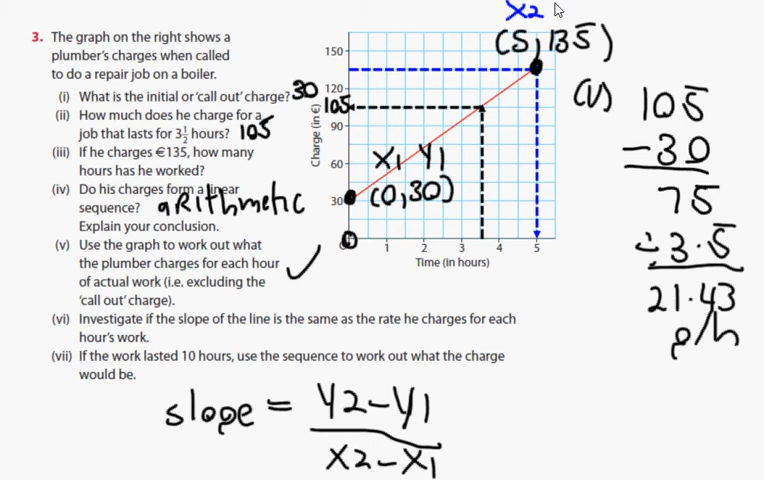 3. The graph on the right shows a
plumber's charges when called
to do a repair job on a boiler.
(i) What is the initial or 'call out' charge? 30
(ii) How much does he charge for a
job that lasts for 3 1/2 hours? 105
(iii) If he charges €135, how many
hours has he worked?
(iv) Do his charges form a linear
sequence? aRithmetic
Explain your conclusion.
(v) Use the graph to work out what
the plumber charges for each hour
of actual work (i.e. excluding the
'call out' charge).
(vi) Investigate if the slope of the line is the same as the rate he charges for each
hour's work.
(vii) If the work lasted 10 hours, use the sequence to work out what the charge
would be.
slope = Y2-Y1
X2-X1
X2
(5,135)
150
120
105
90
60
30
0
Charge (in €)
X1 Y1
(0,30)
1 2 3 4 5
Time (in hours)
(V) 105
-30
75
÷3.5
21.43
p/h